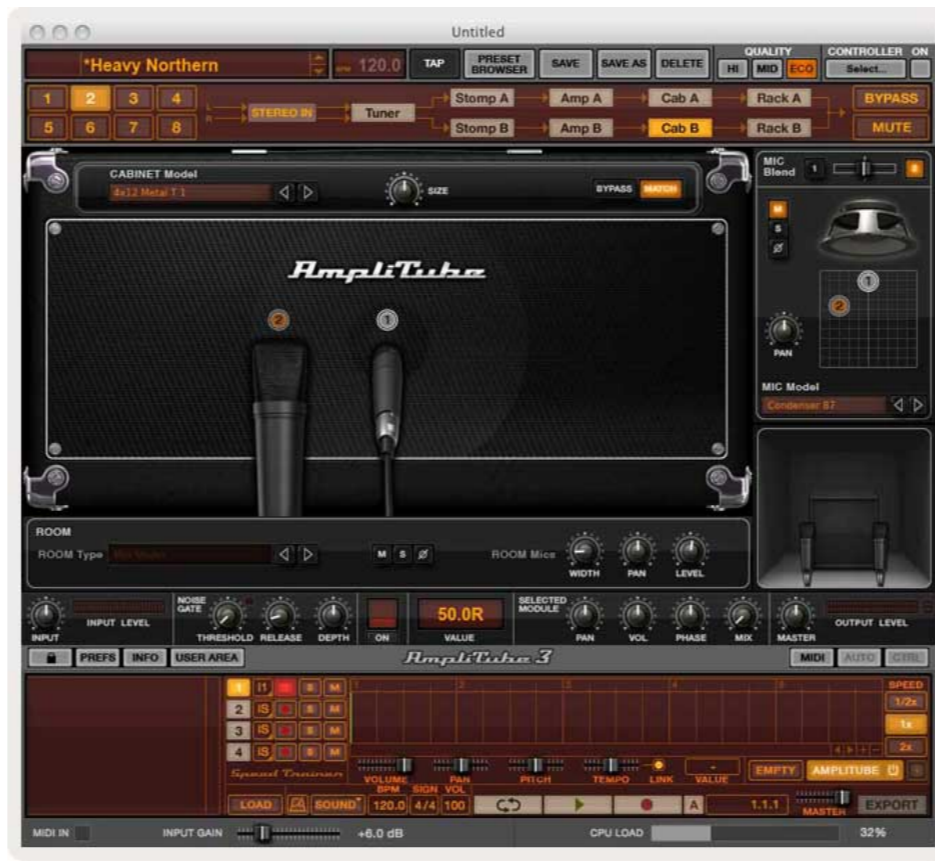 Untitled
*Heavy Northern 120.0 TAP PRESET BROWSER SAVE SAVE AS DELETE QUALITY HI MID ECO CONTROLLER ON Select...
1 2 3 4 L STEREO IN Tuner Stomp A Amp A Cab A Rack A BYPASS
5 6 7 8 R Stomp B Amp B Cab B Rack B MUTE
CABINET Model
4x12 Metal T 1 SIZE BYPASS MATCH
MIC Blend 1 2
M
S
Ø
AmpliTube
2 1
1
2
PAN
MIC Model
Condenser 87
ROOM
ROOM Type M S Ø ROOM Mics WIDTH PAN LEVEL
INPUT INPUT LEVEL NOISE GATE THRESHOLD RELEASE DEPTH ON 50.0R VALUE SELECTED MODULE PAN VOL PHASE MIX MASTER OUTPUT LEVEL
PREFS INFO USER AREA AmpliTube 3 MIDI AUTO CTRL
1 S M 1 2 3 4 5 SPEED
2 S M 1/2x
3 S M 1x
4 S M 2x
Speed Trainer VOLUME PAN PITCH TEMPO LINK VALUE - EMPTY AMPLITUBE
LOAD SOUND BPM 120.0 SIGN 4/4 VOL 100 A 1.1.1 MASTER EXPORT
MIDI IN INPUT GAIN +6.0 dB CPU LOAD 32%